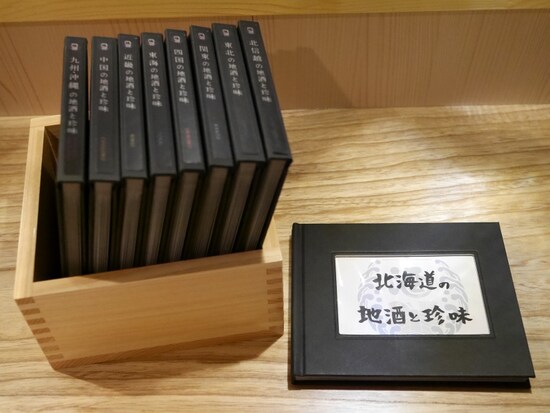 九州・沖縄の地酒と珍味
中国の地酒と珍味
近畿の地酒と珍味
東海の地酒と珍味
四国の地酒と珍味
関東の地酒と珍味
東北の地酒と珍味
北信越の地酒と珍味
北海道の
地酒と珍味